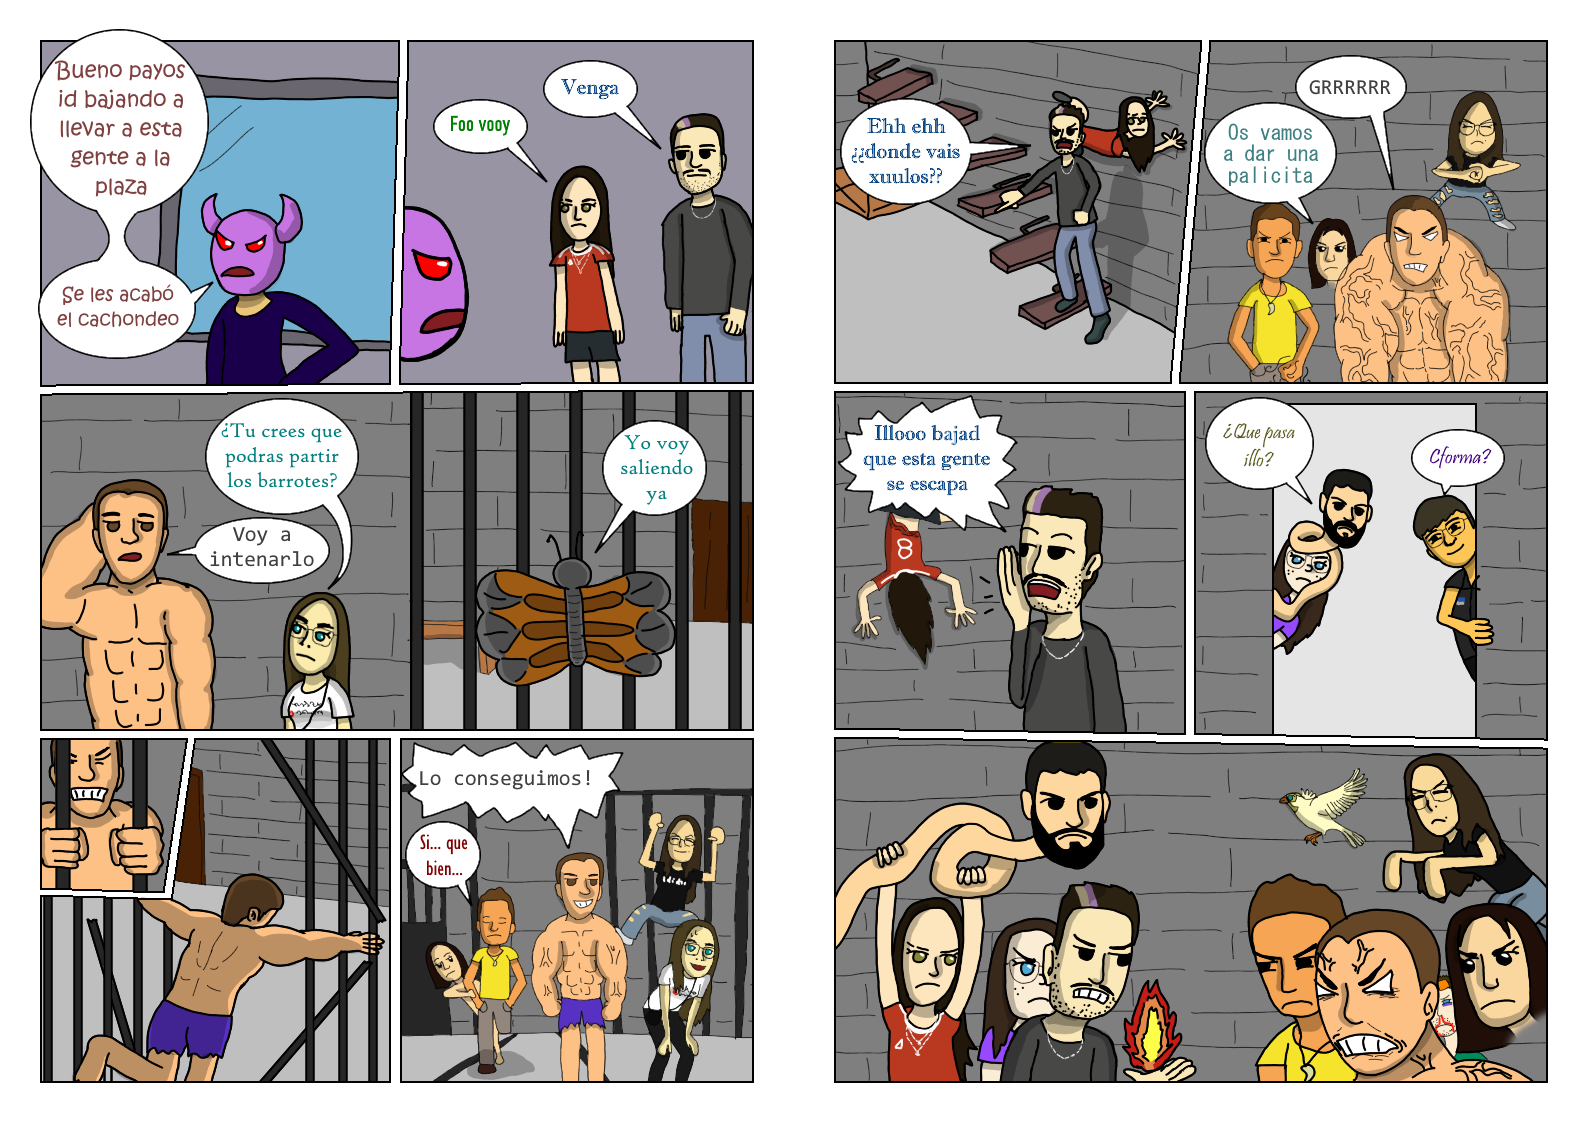 Bueno payos
id bajando a
llevar a esta
gente a la
plaza
Se les acabó
el cachondeo
Foo vooy
Venga
¿Tu crees que
podras partir
los barrotes?
Voy a
intenarlo
Yo voy
saliendo
ya
Lo conseguimos!
Si... que
bien...
Ehh ehh
¿¿donde vais
xuulos??
GRRRRRR
Os vamos
a dar una
palicita
Illooo bajad
que esta gente
se escapa
8
¿Que pasa
illo?
Cforma?